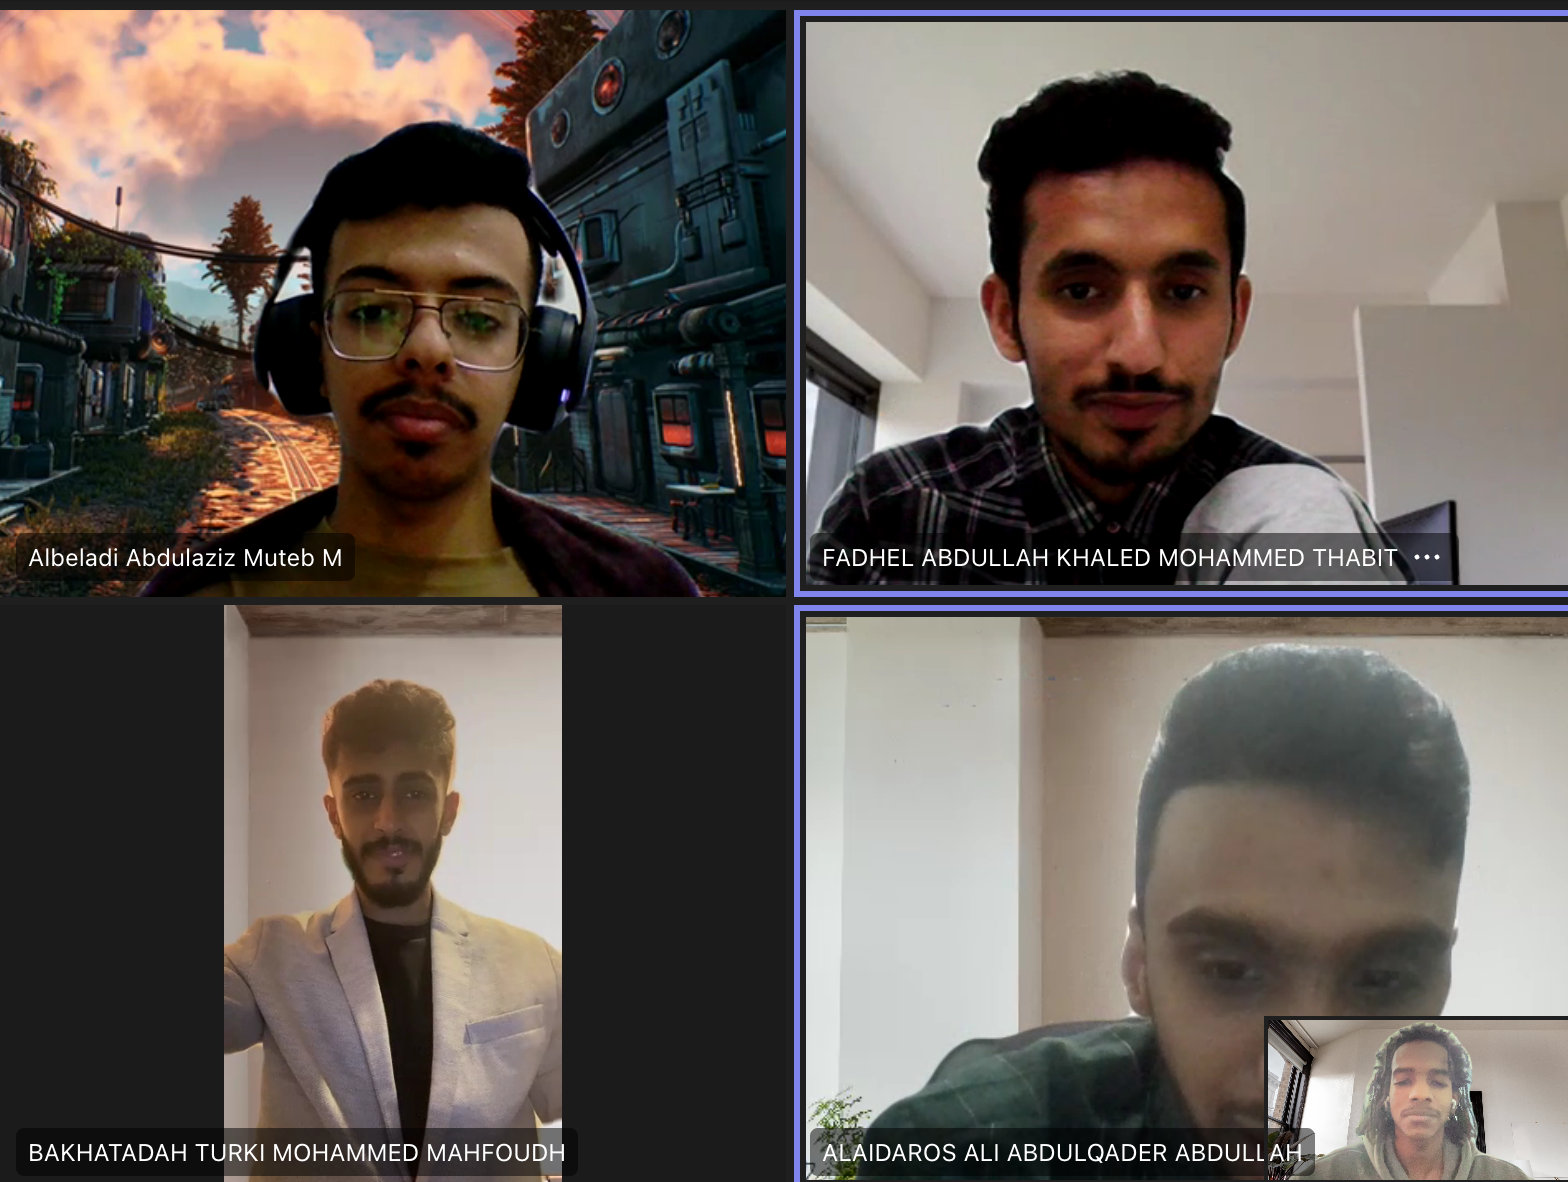 Albeladi Abdulaziz Muteb M
FADHEL ABDULLAH KHALED MOHAMMED THABIT ...
BAKHATADAH TURKI MOHAMMED MAHFOUDH
ALAIDAROS ALI ABDULQADER ABDULLAH